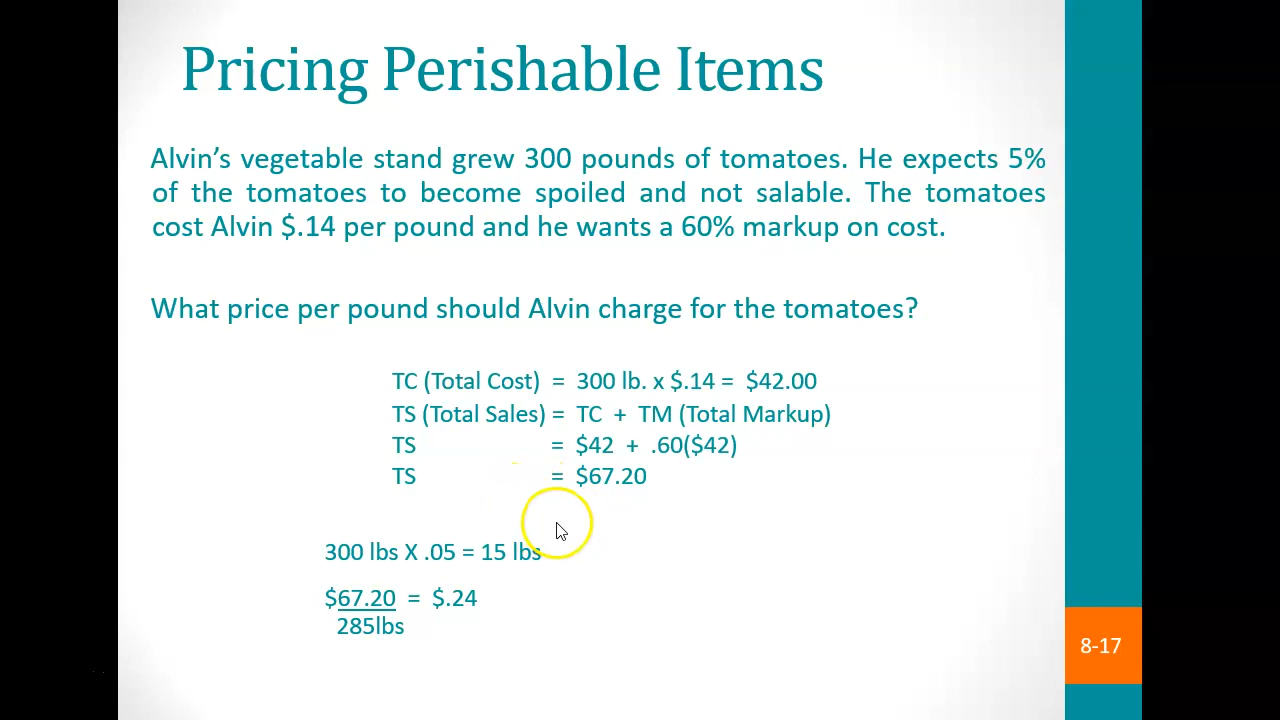 Pricing Perishable Items
Alvin’s vegetable stand grew 300 pounds of tomatoes. He expects 5%
of the tomatoes to become spoiled and not salable. The tomatoes
cost Alvin $.14 per pound and he wants a 60% markup on cost.
What price per pound should Alvin charge for the tomatoes?
TC (Total Cost) = 300 lb. x $.14 = $42.00
TS (Total Sales) = TC + TM (Total Markup)
TS = $42 + .60($42)
TS = $67.20
300 lbs X .05 = 15 lbs
$67.20 = $.24
285lbs
8-17